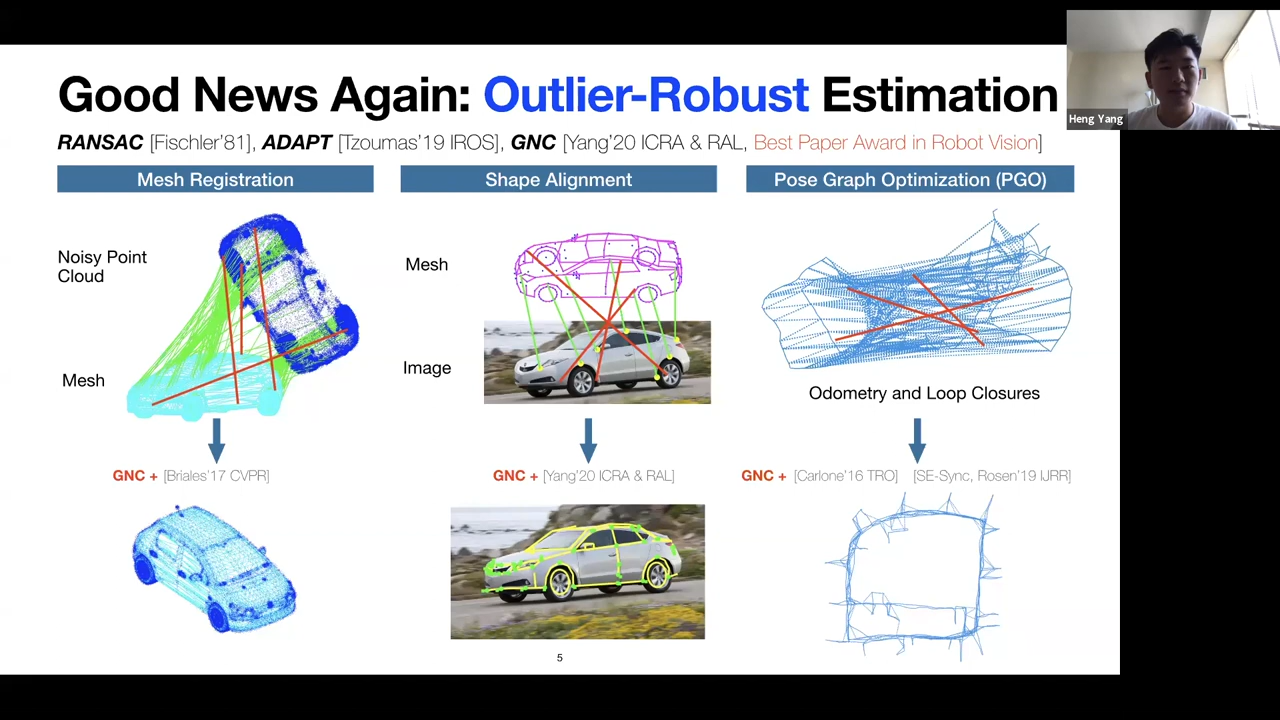 Good News Again: Outlier-Robust Estimation
Heng Yang
RANSAC [Fischler'81], ADAPT [Tzoumas'19 IROS], GNC [Yang'20 ICRA & RAL, Best Paper Award in Robot Vision]
Mesh Registration
Shape Alignment
Pose Graph Optimization (PGO)
Noisy Point
Cloud
Mesh
Mesh
Image
Odometry and Loop Closures
GNC + [Briales'17 CVPR]
GNC + [Yang'20 ICRA & RAL]
GNC + [Carlone'16 TRO] [SE-Sync, Rosen'19 IJRR]
5